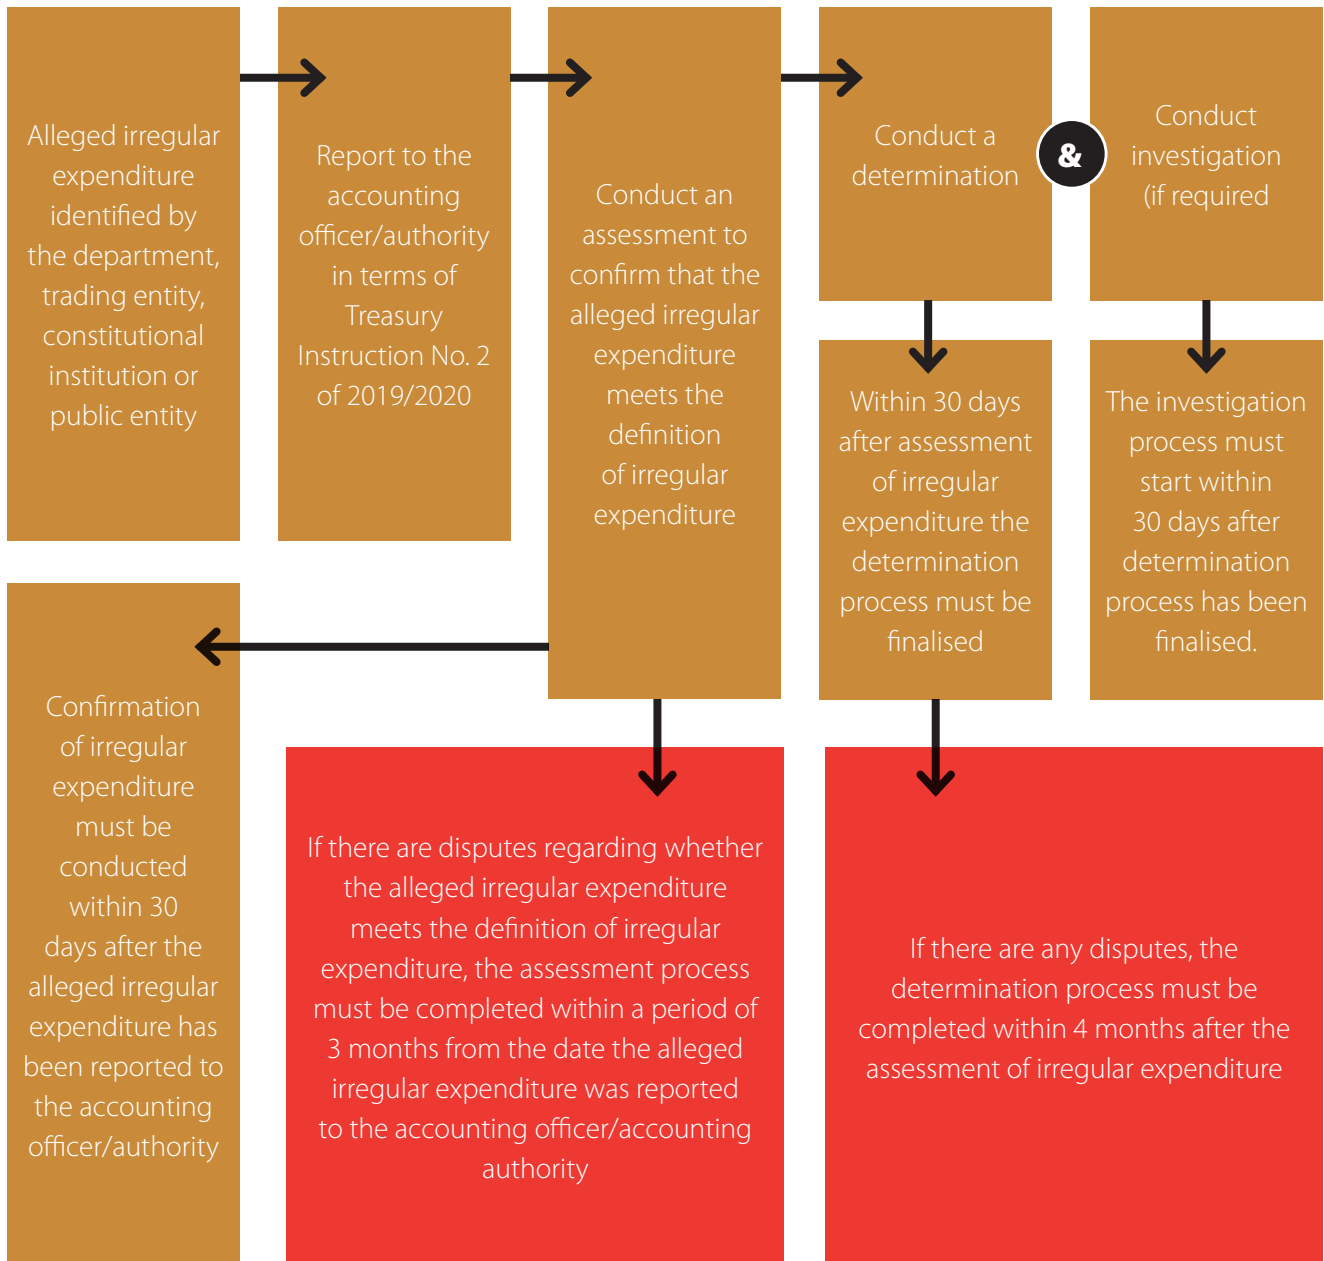 Alleged irregular
expenditure
identified by
the department,
trading entity,
constitutional
institution or
public entity
Report to the
accounting
officer/authority
in terms of
Treasury
Instruction No. 2
of 2019/2020
Conduct an
assessment to
confirm that the
alleged irregular
expenditure
meets the
definition
of irregular
expenditure
Conduct a
determination
&
Conduct
investigation
(if required
Within 30 days
after assessment
of irregular
expenditure the
determination
process must be
finalised
The investigation
process must
start within
30 days after
determination
process has been
finalised.
Confirmation
of irregular
expenditure
must be
conducted
within 30
days after the
alleged irregular
expenditure has
been reported to
the accounting
officer/authority
If there are disputes regarding whether
the alleged irregular expenditure
meets the definition of irregular
expenditure, the assessment process
must be completed within a period of
3 months from the date the alleged
irregular expenditure was reported
to the accounting officer/accounting
authority
If there are any disputes, the
determination process must be
completed within 4 months after the
assessment of irregular expenditure